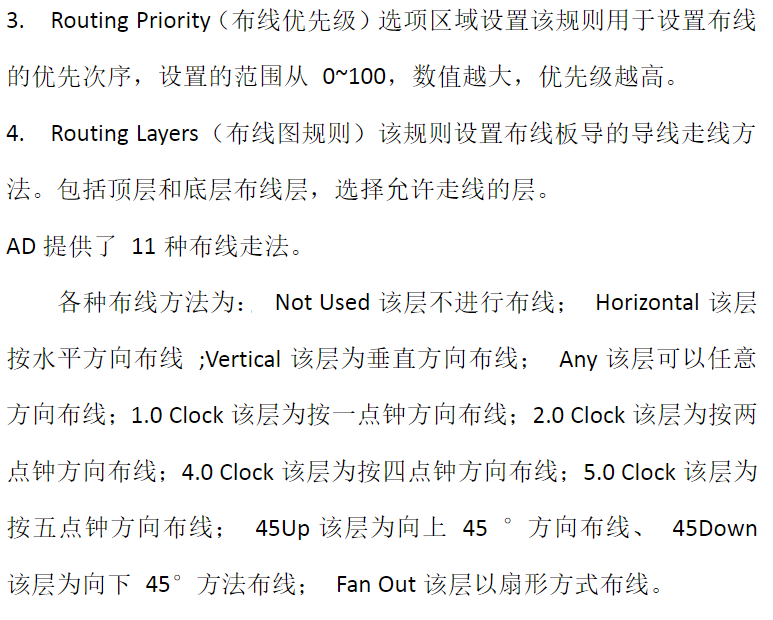 3. Routing Priority（布线优先级）选项区域设置该规则用于设置布线
的优先次序，设置的范围从 0~100，数值越大，优先级越高。
4. Routing Layers（布线图规则）该规则设置布线板导的导线走线方
法。包括顶层和底层布线层，选择允许走线的层。
AD 提供了 11 种布线走法。
各种布线方法为： Not Used 该层不进行布线； Horizontal 该层
按水平方向布线 ;Vertical 该层为垂直方向布线； Any 该层可以任意
方向布线；1.0 Clock 该层为按一点钟方向布线；2.0 Clock 该层为按两
点钟方向布线；4.0 Clock 该层为按四点钟方向布线；5.0 Clock 该层为
按五点钟方向布线； 45Up 该层为向上 45 ° 方向布线、 45Down
该层为向下 45° 方法布线； Fan Out 该层以扇形方式布线。